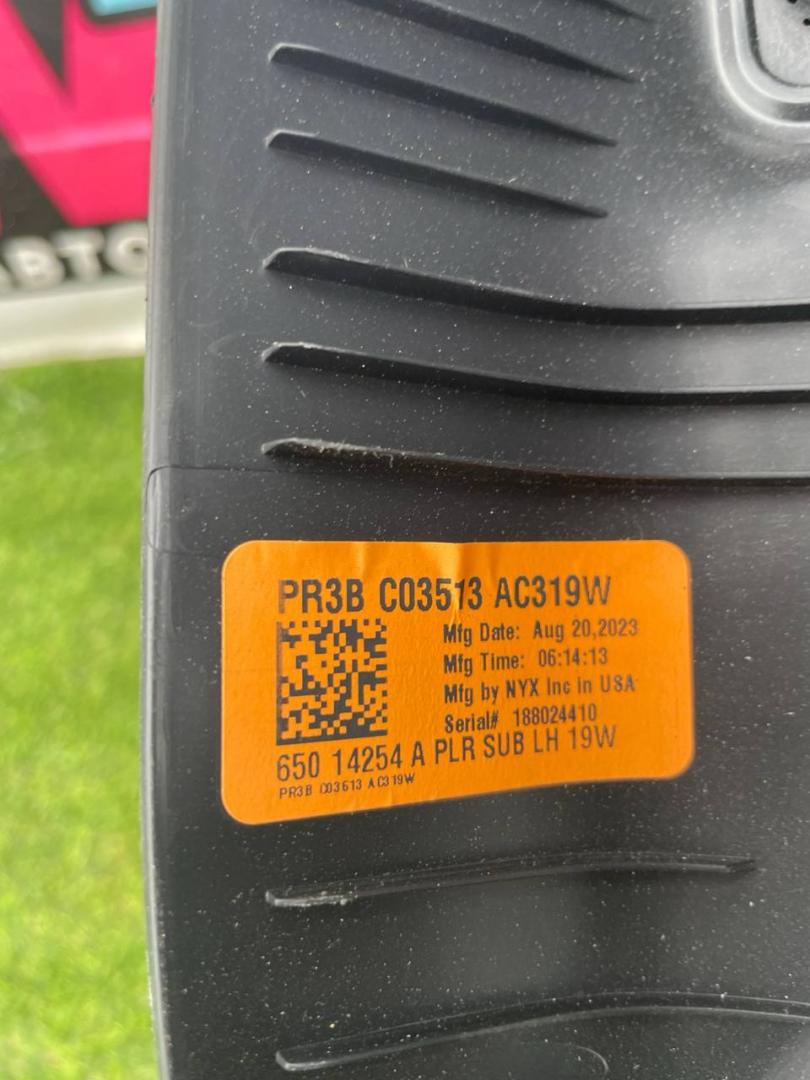 АВТО
PR3B C03513 AC319W
Mfg Date: Aug 20,2023
Mfg Time: 06:14:13
Mfg by NYX Inc in USA
Serial# 188024410
650 14254 A PLR SUB LH 19W
PR3B C03513 AC319W